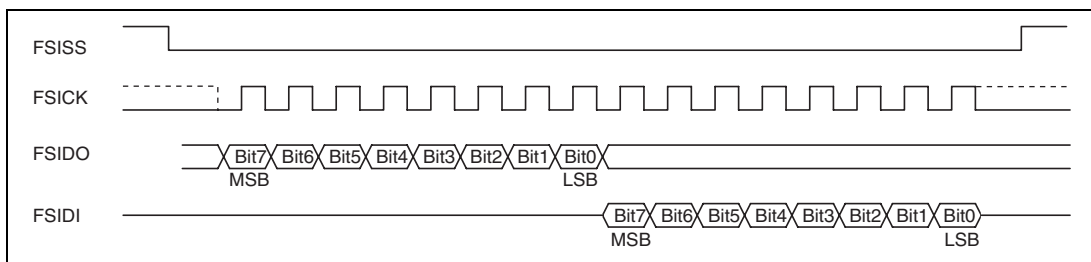 FSISS
FSICK
FSIDO
Bit7 Bit6 Bit5 Bit4 Bit3 Bit2 Bit1 Bit0
MSB LSB
FSIDI
Bit7 Bit6 Bit5 Bit4 Bit3 Bit2 Bit1 Bit0
MSB LSB